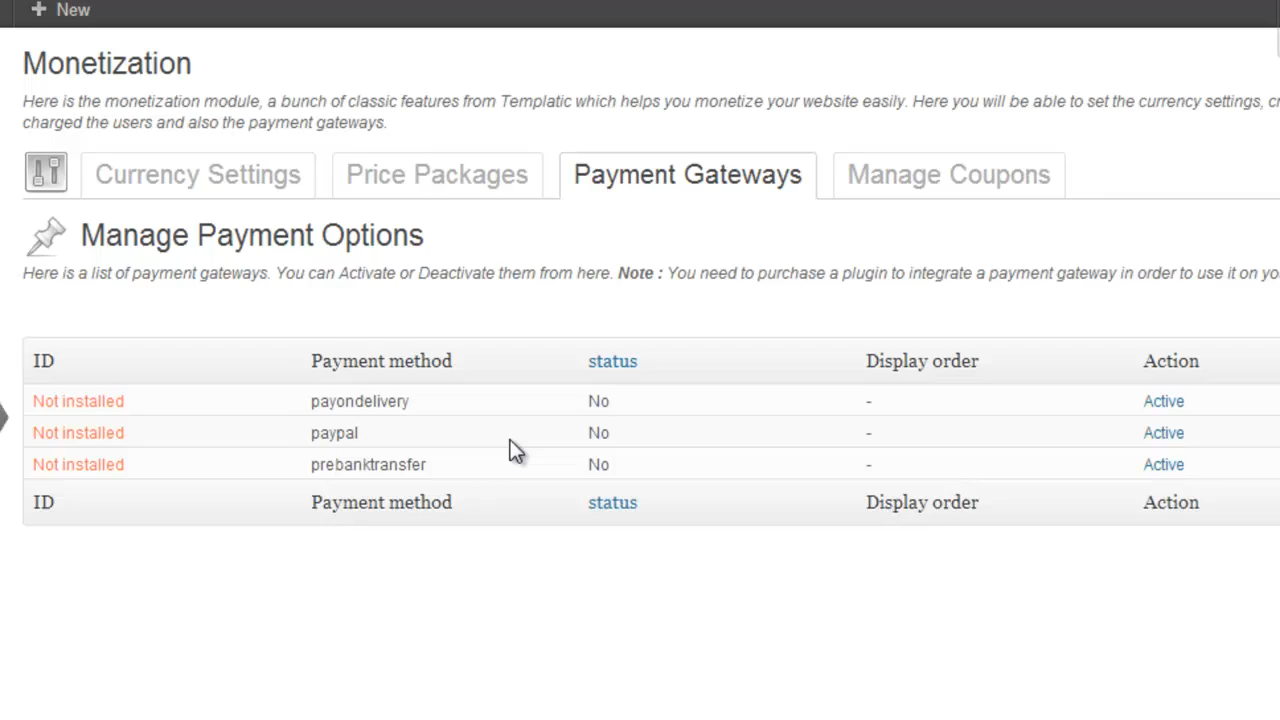 New
Monetization
Here is the monetization module, a bunch of classic features from Templatic which helps you monetize your website easily. Here you will be able to set the currency settings,
charged the users and also the payment gateways.
Currency Settings Price Packages Payment Gateways Manage Coupons
Manage Payment Options
Here is a list of payment gateways. You can Activate or Deactivate them from here. Note : You need to purchase a plugin to integrate a payment gateway in order to use it on
ID Payment method status Display order Action
Not installed payondelivery No - Active
Not installed paypal No - Active
Not installed prebanktransfer No - Active
ID Payment method status Display order Action